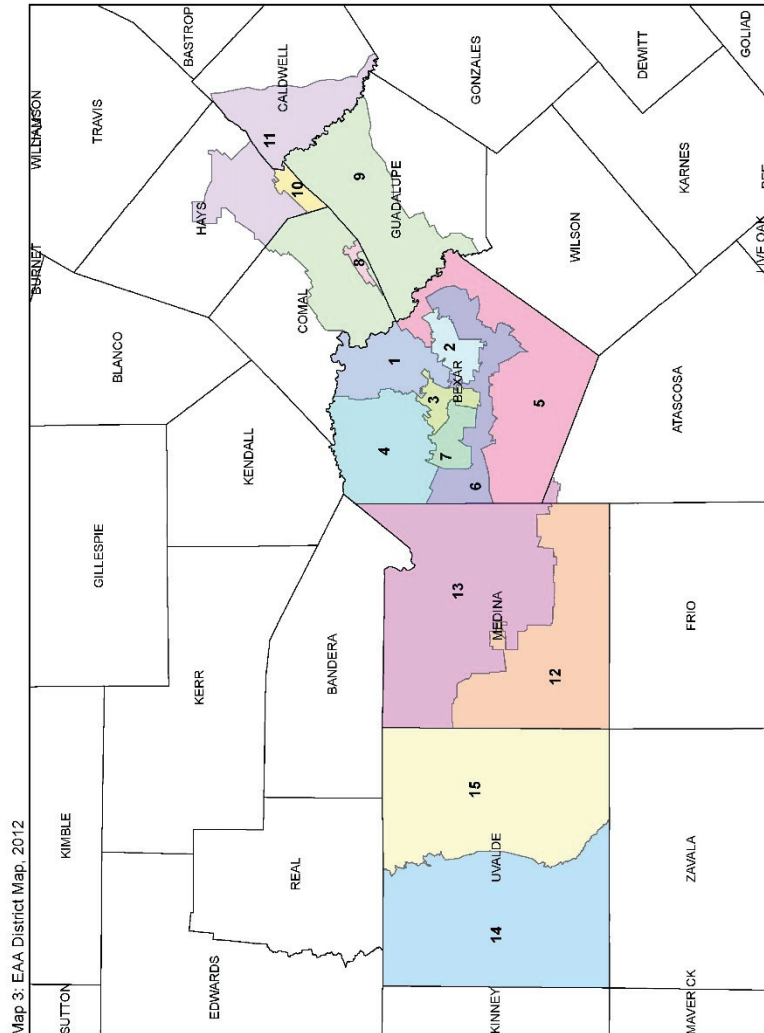 Map 3: EAA District Map, 2012
SUTTON
KIMBLE
BURNET
WILLIAMSON
GILLESPIE
BLANCO
TRAVIS
BASTROP
EDWARDS
KERR
HAYS
REAL
KENDALL
11
CALDWELL
BANDERA
COMAL
10
8
9
GUADALUPE
4
1
3
2
7
BEXAR
GONZALES
KINNEY
14
UVALDE
15
13
MEDINA
12
6
5
WILSON
DEWITT
MAVERICK
ZAVALA
FRIO
ATASCOSA
KARNES
GOLIAD
LIVE OAK